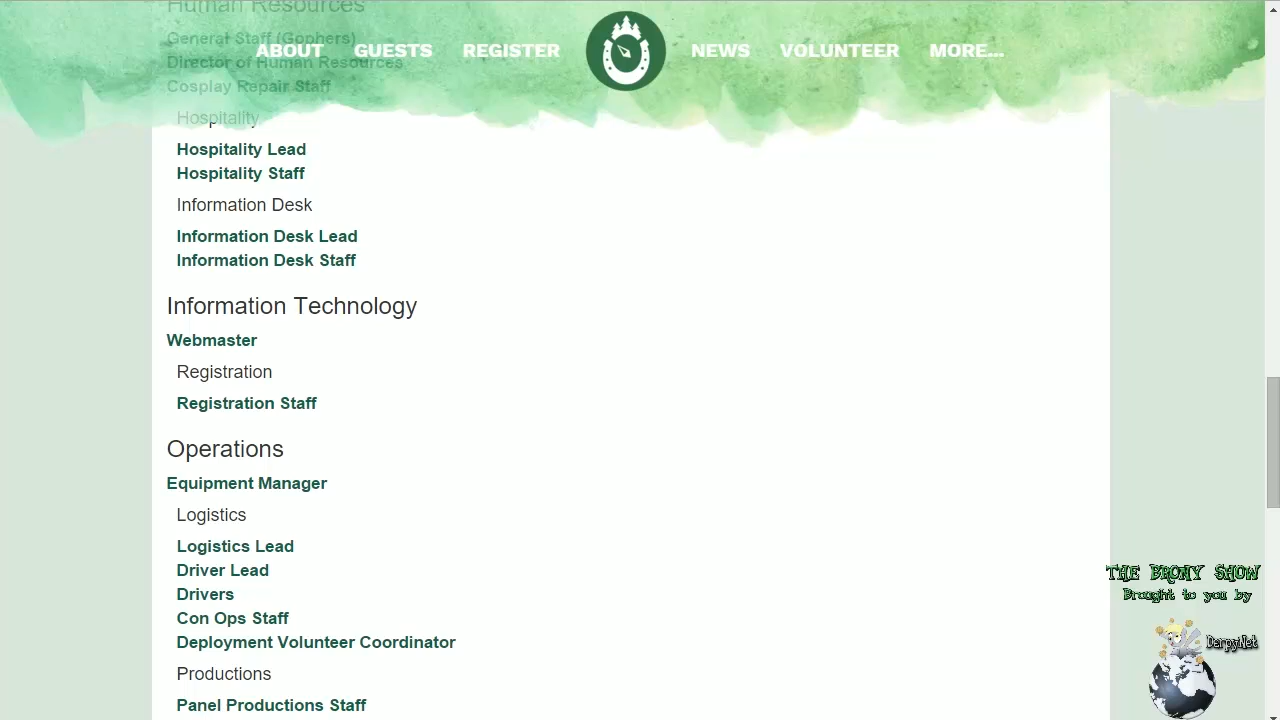 Human Resources
General Staff (Gophers)
ABOUT GUESTS REGISTER NEWS VOLUNTEER MORE...
Director of Human Resources
Cosplay Repair Staff
Hospitality
Hospitality Lead
Hospitality Staff
Information Desk
Information Desk Lead
Information Desk Staff
Information Technology
Webmaster
Registration
Registration Staff
Operations
Equipment Manager
Logistics
Logistics Lead
Driver Lead
Drivers
Con Ops Staff
Deployment Volunteer Coordinator
Productions
Panel Productions Staff
THE BRONY SHOW
Brought to you by
DerpyNet